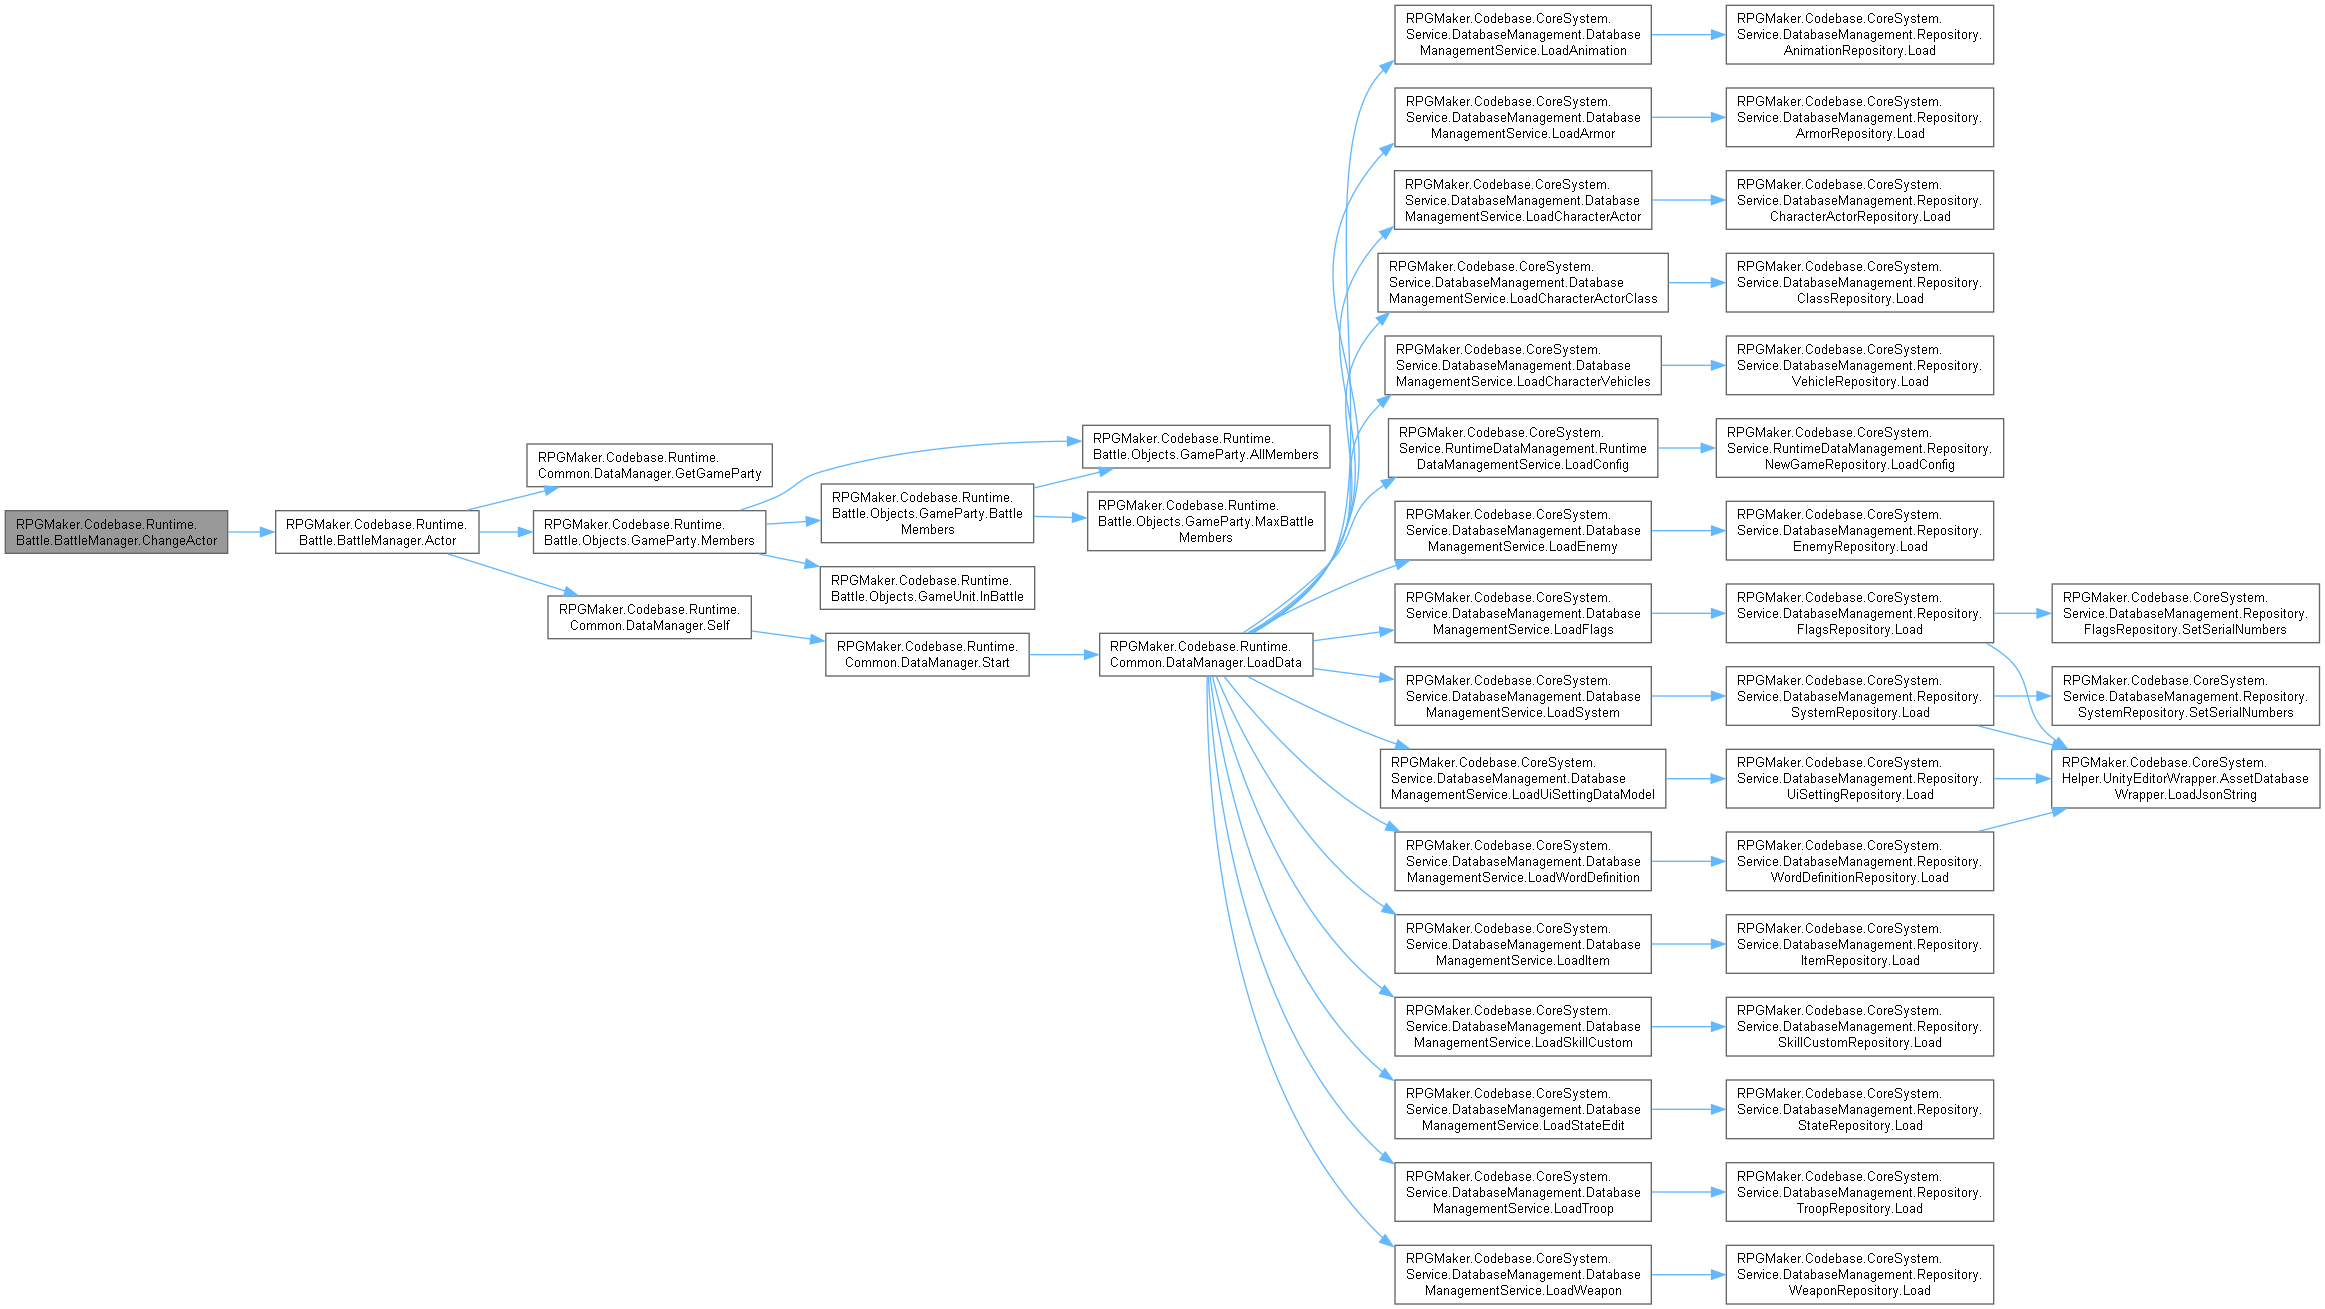 RPGMaker.Codebase.Runtime.
Battle.BattleManager.ChangeActor
RPGMaker.Codebase.Runtime.
Battle.BattleManager.Actor
RPGMaker.Codebase.Runtime.
Common.DataManager.GetGameParty
RPGMaker.Codebase.Runtime.
Battle.Objects.GameParty.Members
RPGMaker.Codebase.Runtime.
Common.DataManager.Self
RPGMaker.Codebase.Runtime.
Battle.Objects.GameParty.Battle
Members
RPGMaker.Codebase.Runtime.
Battle.Objects.GameUnit.InBattle
RPGMaker.Codebase.Runtime.
Common.DataManager.Start
RPGMaker.Codebase.Runtime.
Battle.Objects.GameParty.AllMembers
RPGMaker.Codebase.Runtime.
Battle.Objects.GameParty.MaxBattle
Members
RPGMaker.Codebase.Runtime.
Common.DataManager.LoadData
RPGMaker.Codebase.CoreSystem.
Service.DatabaseManagement.Database
ManagementService.LoadAnimation
RPGMaker.Codebase.CoreSystem.
Service.DatabaseManagement.Repository.
AnimationRepository.Load
RPGMaker.Codebase.CoreSystem.
Service.DatabaseManagement.Database
ManagementService.LoadArmor
RPGMaker.Codebase.CoreSystem.
Service.DatabaseManagement.Repository.
ArmorRepository.Load
RPGMaker.Codebase.CoreSystem.
Service.DatabaseManagement.Database
ManagementService.LoadCharacterActor
RPGMaker.Codebase.CoreSystem.
Service.DatabaseManagement.Repository.
CharacterActorRepository.Load
RPGMaker.Codebase.CoreSystem.
Service.DatabaseManagement.Database
ManagementService.LoadCharacterActorClass
RPGMaker.Codebase.CoreSystem.
Service.DatabaseManagement.Repository.
ClassRepository.Load
RPGMaker.Codebase.CoreSystem.
Service.DatabaseManagement.Database
ManagementService.LoadCharacterVehicles
RPGMaker.Codebase.CoreSystem.
Service.DatabaseManagement.Repository.
VehicleRepository.Load
RPGMaker.Codebase.CoreSystem.
Service.RuntimeDataManagement.Runtime
DataManagementService.LoadConfig
RPGMaker.Codebase.CoreSystem.
Service.RuntimeDataManagement.Repository.
NewGameRepository.LoadConfig
RPGMaker.Codebase.CoreSystem.
Service.DatabaseManagement.Database
ManagementService.LoadEnemy
RPGMaker.Codebase.CoreSystem.
Service.DatabaseManagement.Repository.
EnemyRepository.Load
RPGMaker.Codebase.CoreSystem.
Service.DatabaseManagement.Database
ManagementService.LoadFlags
RPGMaker.Codebase.CoreSystem.
Service.DatabaseManagement.Repository.
FlagsRepository.Load
RPGMaker.Codebase.CoreSystem.
Service.DatabaseManagement.Repository.
FlagsRepository.SetSerialNumbers
RPGMaker.Codebase.CoreSystem.
Service.DatabaseManagement.Database
ManagementService.LoadSystem
RPGMaker.Codebase.CoreSystem.
Service.DatabaseManagement.Repository.
SystemRepository.Load
RPGMaker.Codebase.CoreSystem.
Service.DatabaseManagement.Repository.
SystemRepository.SetSerialNumbers
RPGMaker.Codebase.CoreSystem.
Service.DatabaseManagement.Database
ManagementService.LoadUiSettingDataModel
RPGMaker.Codebase.CoreSystem.
Service.DatabaseManagement.Repository.
UiSettingRepository.Load
RPGMaker.Codebase.CoreSystem.
Helper.UnityEditorWrapper.AssetDatabase
Wrapper.LoadJsonString
RPGMaker.Codebase.CoreSystem.
Service.DatabaseManagement.Database
ManagementService.LoadWordDefinition
RPGMaker.Codebase.CoreSystem.
Service.DatabaseManagement.Repository.
WordDefinitionRepository.Load
RPGMaker.Codebase.CoreSystem.
Service.DatabaseManagement.Database
ManagementService.LoadItem
RPGMaker.Codebase.CoreSystem.
Service.DatabaseManagement.Repository.
ItemRepository.Load
RPGMaker.Codebase.CoreSystem.
Service.DatabaseManagement.Database
ManagementService.LoadSkillCustom
RPGMaker.Codebase.CoreSystem.
Service.DatabaseManagement.Repository.
SkillCustomRepository.Load
RPGMaker.Codebase.CoreSystem.
Service.DatabaseManagement.Database
ManagementService.LoadStateEdit
RPGMaker.Codebase.CoreSystem.
Service.DatabaseManagement.Repository.
StateRepository.Load
RPGMaker.Codebase.CoreSystem.
Service.DatabaseManagement.Database
ManagementService.LoadTroop
RPGMaker.Codebase.CoreSystem.
Service.DatabaseManagement.Repository.
TroopRepository.Load
RPGMaker.Codebase.CoreSystem.
Service.DatabaseManagement.Database
ManagementService.LoadWeapon
RPGMaker.Codebase.CoreSystem.
Service.DatabaseManagement.Repository.
WeaponRepository.Load